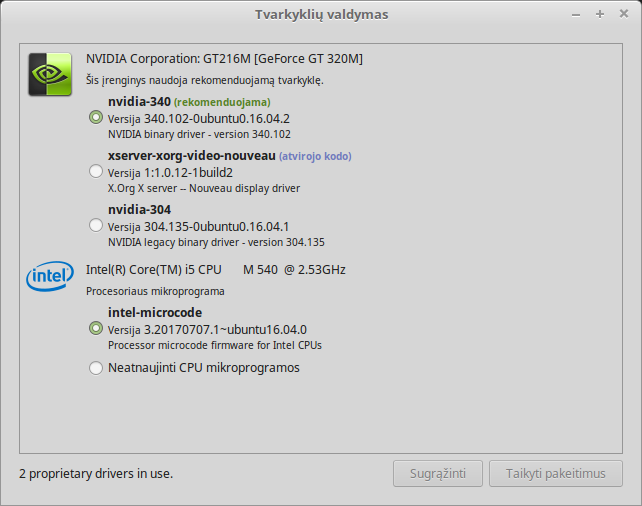 Tvarkyklių valdymas
NVIDIA Corporation: GT216M [GeForce GT 320M]
Šis įrenginys naudoja rekomenduojamą tvarkyklę.
nvidia-340 (rekomenduojama)
Versija 340.102-0ubuntu0.16.04.2
NVIDIA binary driver - version 340.102
xserver-xorg-video-nouveau (atvirojo kodo)
Versija 1:1.0.12-1build2
X.Org X server -- Nouveau display driver
nvidia-304
Versija 304.135-0ubuntu0.16.04.1
NVIDIA legacy binary driver - version 304.135
intel
Intel(R) Core(TM) i5 CPU M 540 @ 2.53GHz
Procesoriaus mikroprograma
intel-microcode
Versija 3.20170707.1~ubuntu16.04.0
Processor microcode firmware for Intel CPUs
Neatnaujinti CPU mikroprogramos
2 proprietary drivers in use.
Sugrąžinti
Taikyti pakeitimus